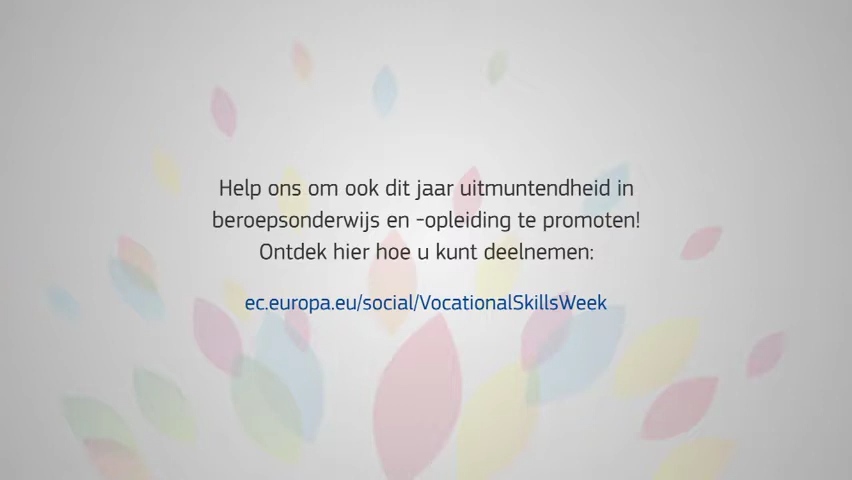 Help ons om ook dit jaar uitmuntendheid in
beroepsonderwijs en -opleiding te promoten!
Ontdek hier hoe u kunt deelnemen:
ec.europa.eu/social/VocationalSkillsWeek